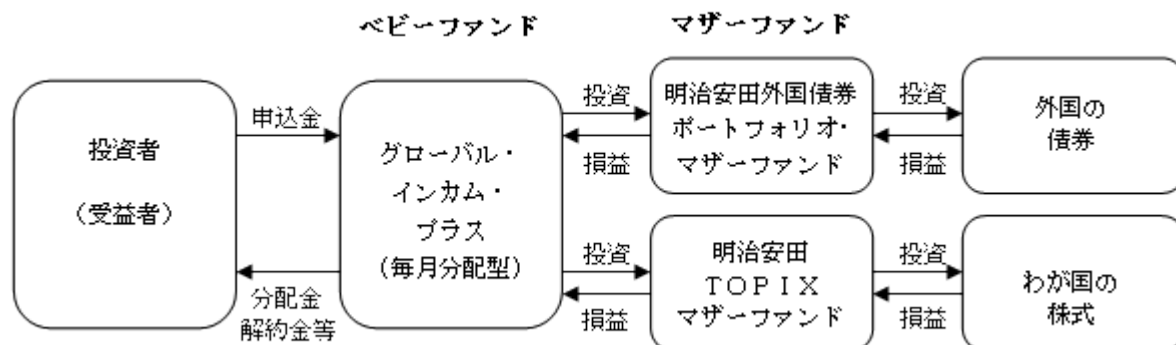 ベビーファンド
マザーファンド
投資者
（受益者）
申込金
分配金
解約金等
グローバル・
インカム・
プラス
（毎月分配型）
投資
損益
明治安田外国債券
ポートフォリオ・
マザーファンド
投資
損益
外国の
債券
投資
損益
明治安田
ＴＯＰＩＸ
マザーファンド
投資
損益
わが国の
株式